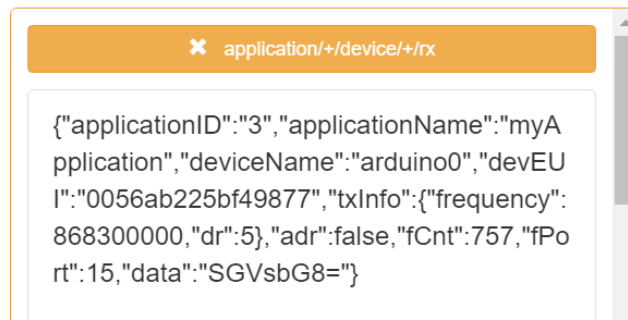 ✖ application/+/device/+/rx
{"applicationID":"3","applicationName":"myA
pplication","deviceName":"arduino0","devEU
I":"0056ab225bf49877","txInfo":{"frequency":
868300000,"dr":5},"adr":false,"fCnt":757,"fPo
rt":15,"data":"SGVsbG8="}